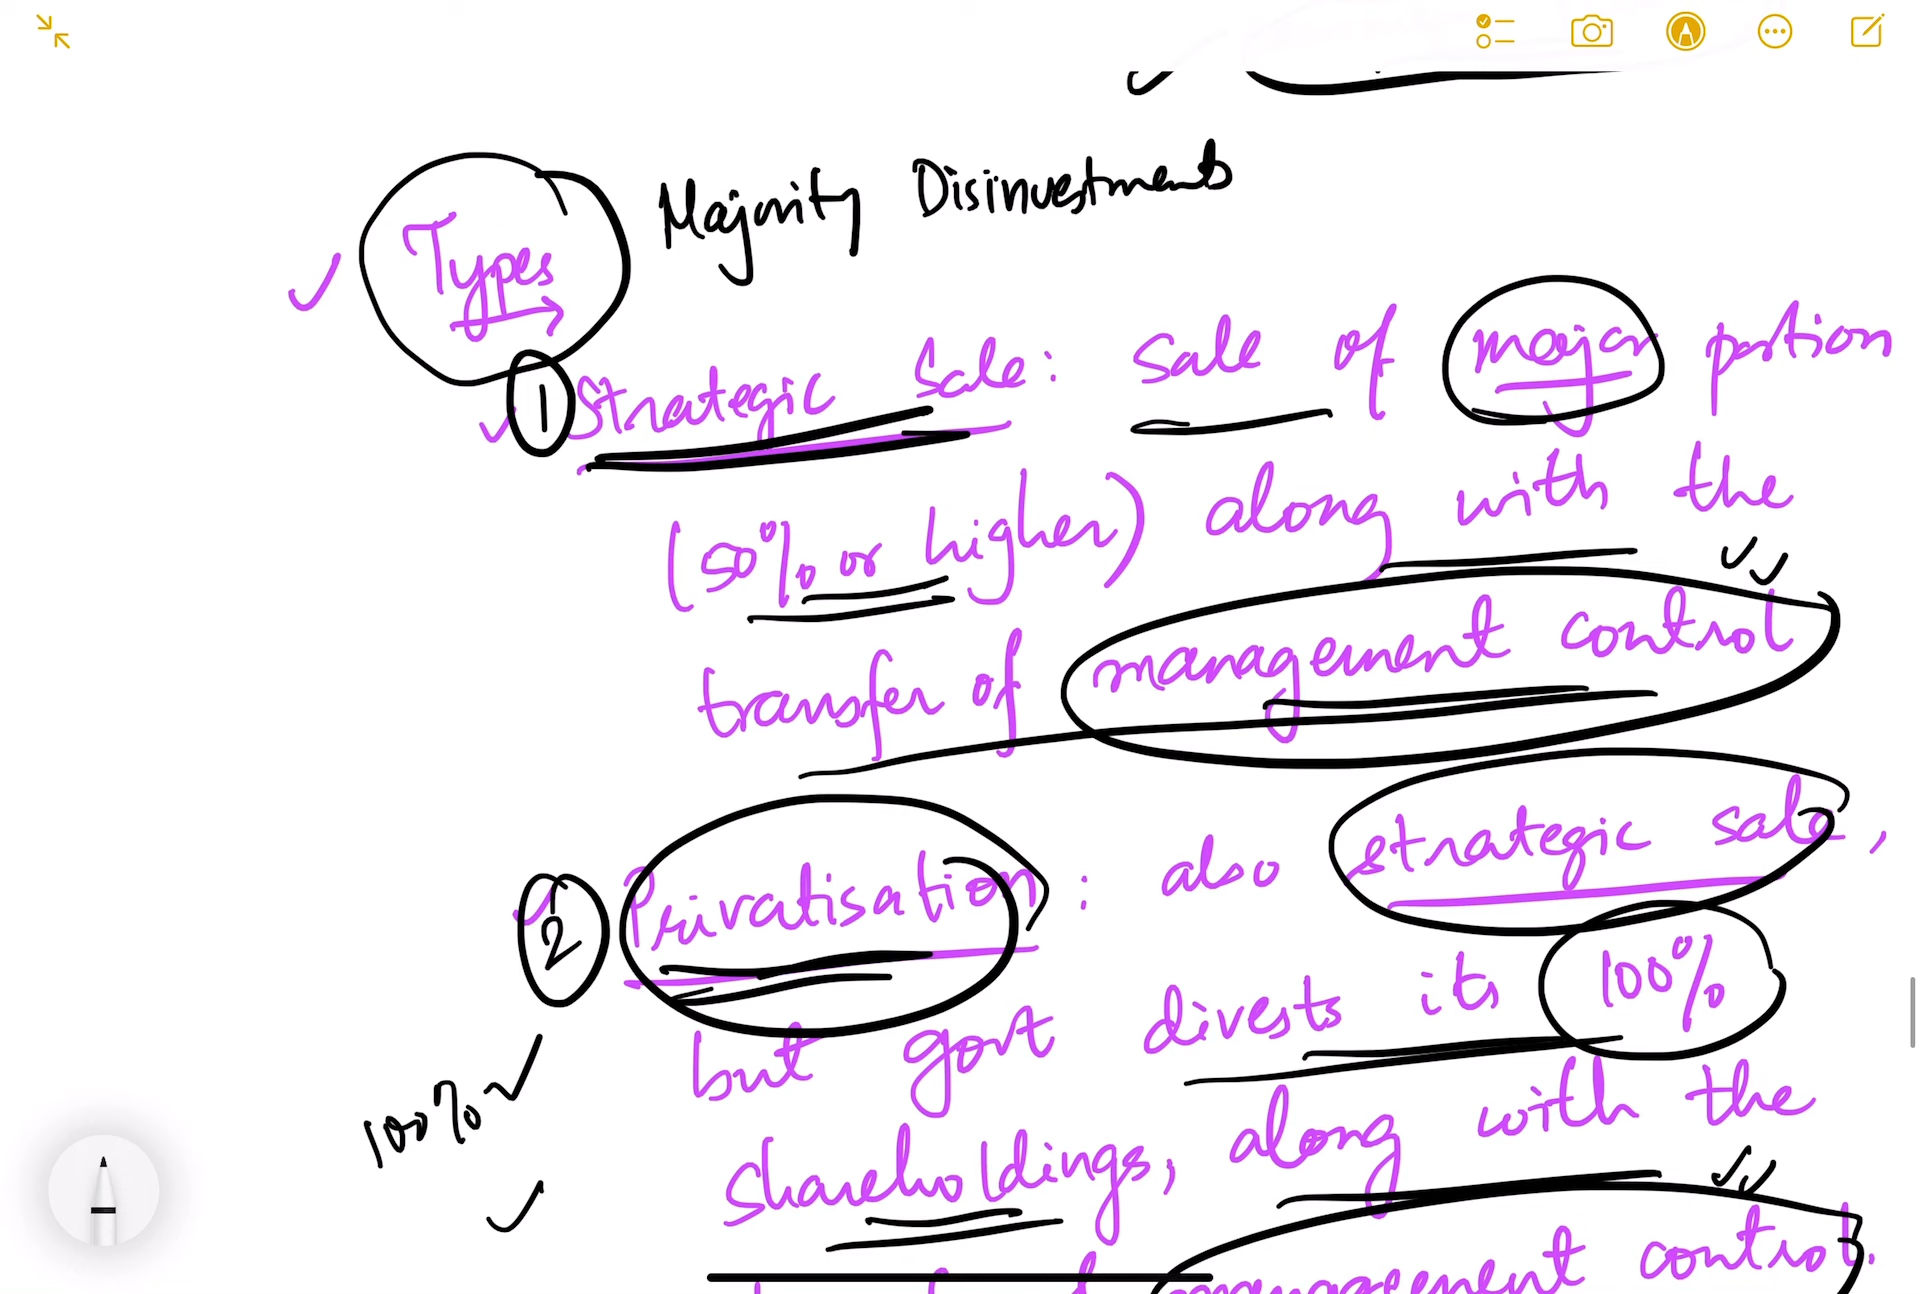 Majority Disinvestments
Types
1 Strategic Sale: Sale of major portion
(50% or higher) along with the
transfer of management control
2 Privatisation: also strategic sale,
but govt divests its 100%
100%
shareholdings, along with the
management control.